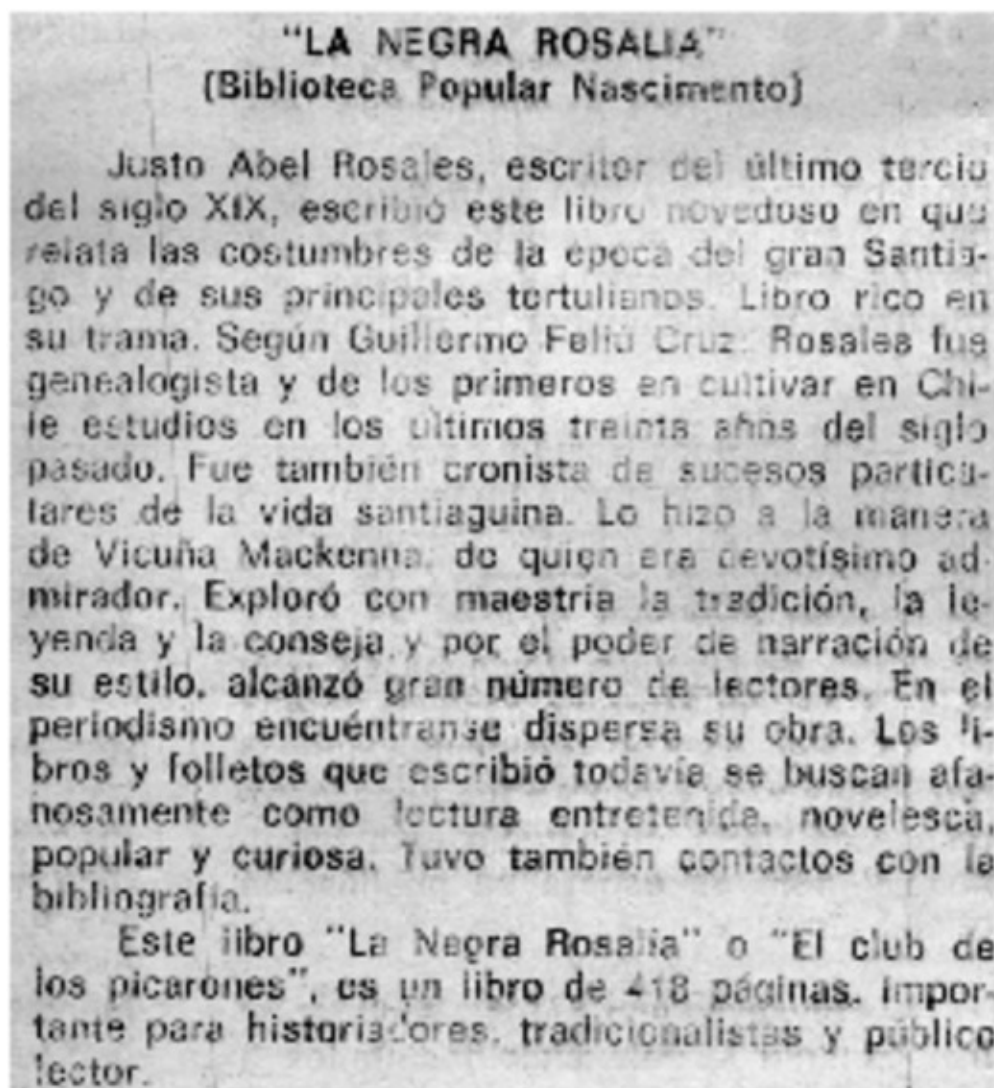 "LA NEGRA ROSALIA"
(Biblioteca Popular Nascimento)
Justo Abel Rosales, escritor del último tercio
del siglo XIX, escribió este libro novedoso en que
relata las costumbres de la época del gran Santia-
go y de sus principales tertulianos. Libro rico en
su trama. Según Guillermo Feliú Cruz: Rosales fue
genealogista y de los primeros en cultivar en Chi-
le estudios en los últimos treinta años del siglo
pasado. Fue también cronista de sucesos particu-
lares de la vida santiaguina. Lo hizo a la manera
de Vicuña Mackenna, de quien era devotísimo ad-
mirador. Exploró con maestría la tradición, la le-
yenda y la conseja y por el poder de narración de
su estilo, alcanzó gran número de lectores. En el
periodismo encuéntranse dispersa su obra. Los li-
bros y folletos que escribió todavía se buscan afa-
nosamente como lectura entretenida, novelesca,
popular y curiosa. Tuvo también contactos con la
bibliografía.
Este libro "La Negra Rosalía" o "El club de
los picarones", es un libro de 418 páginas. Impor-
tante para historiadores, tradicionalistas y público
lector.